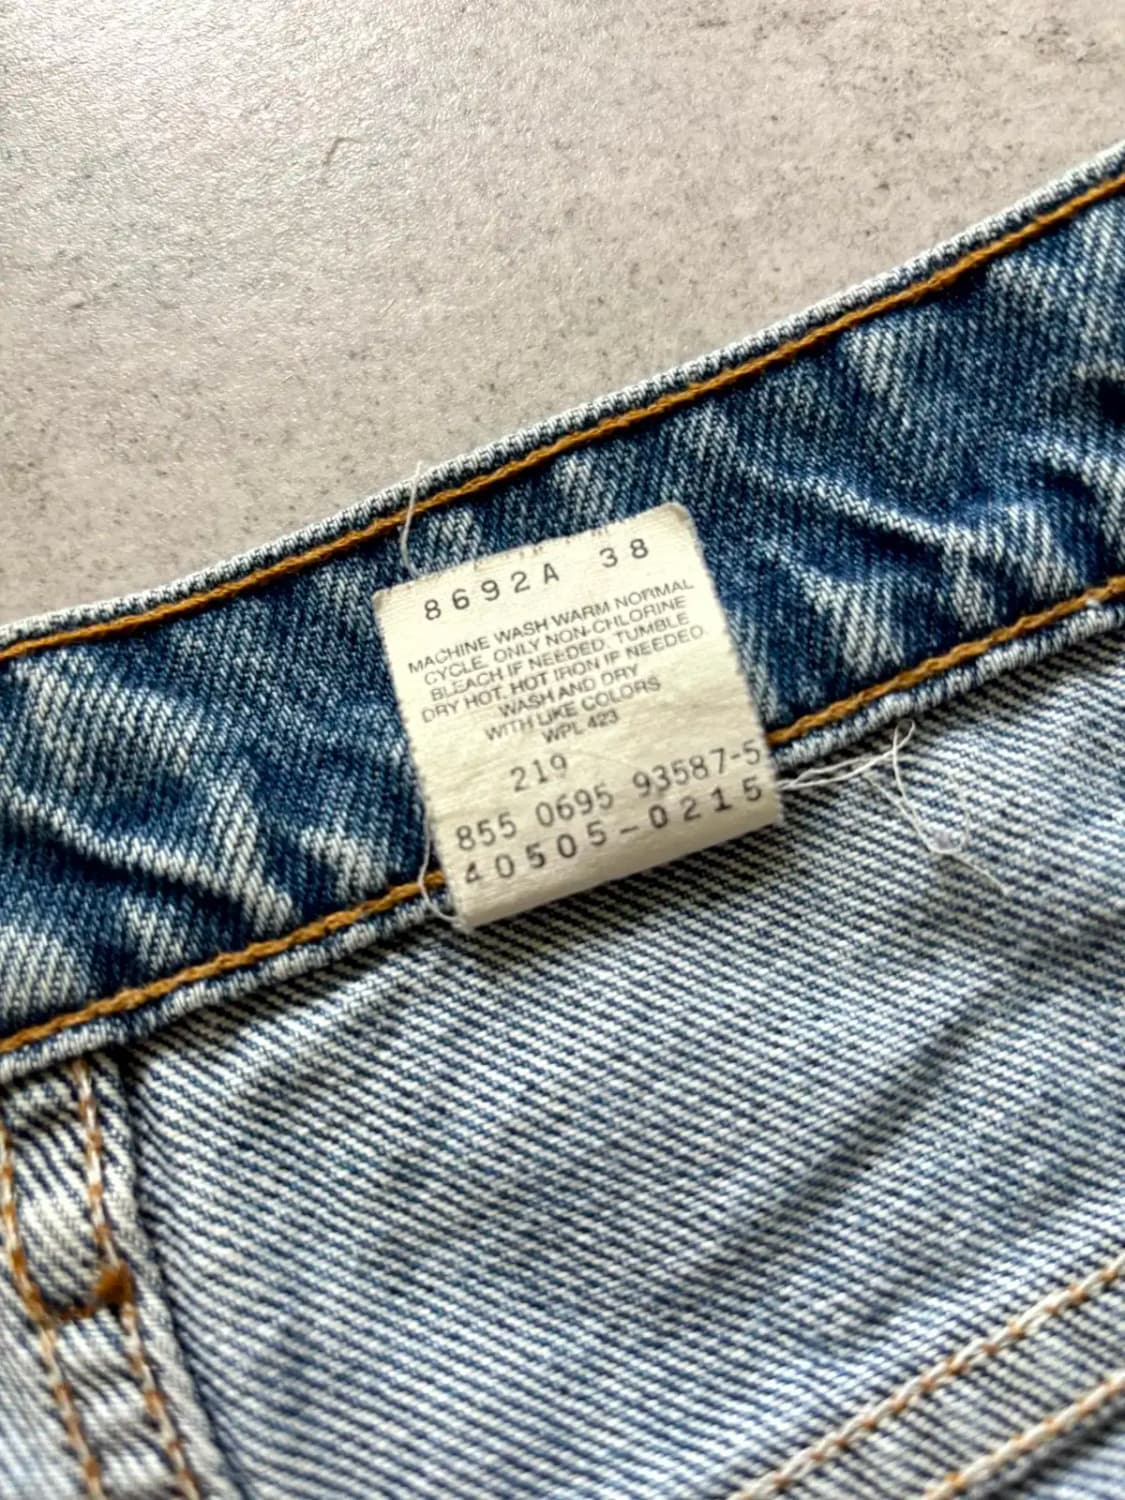 8692A 38
MACHINE WASH WARM NORMAL
CYCLE. ONLY NON-CHLORINE
BLEACH IF NEEDED. TUMBLE
DRY HOT. HOT IRON IF NEEDED.
WASH AND DRY
WITH LIKE COLORS
WPL 423
219
855 0695 93587-5
40505-0215